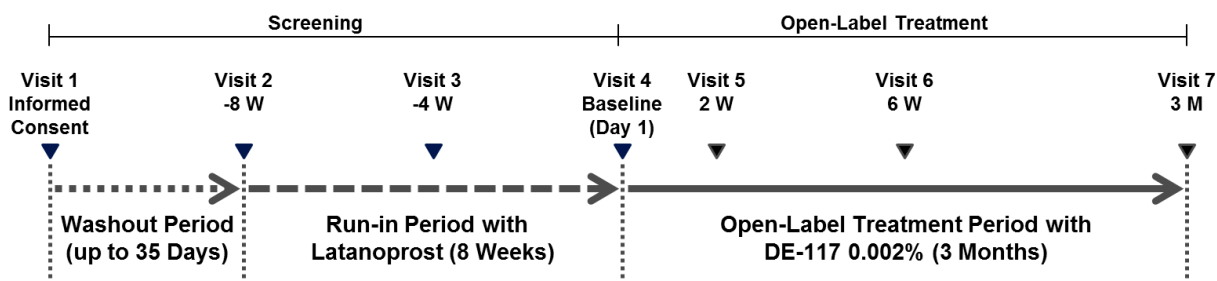 Screening
Open-Label Treatment
Visit 1
Informed
Consent
Visit 2
-8 W
Visit 3
-4 W
Visit 4
Baseline
(Day 1)
Visit 5
2 W
Visit 6
6 W
Visit 7
3 M
Washout Period
(up to 35 Days)
Run-in Period with
Latanoprost (8 Weeks)
Open-Label Treatment Period with
DE-117 0.002% (3 Months)